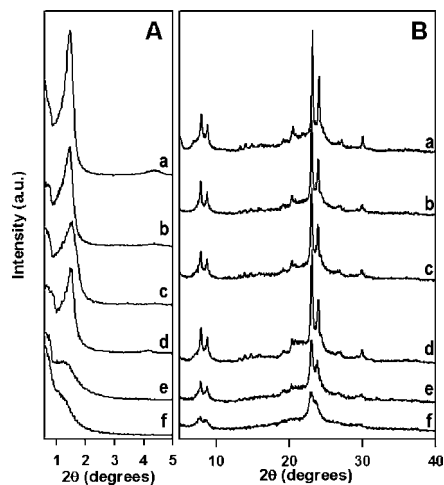 A
B
Intensity (a.u.)
a
b
c
d
e
f
a
b
c
d
e
f
1 2 3 4 5
10 20 30 40
2θ (degrees)
2θ (degrees)